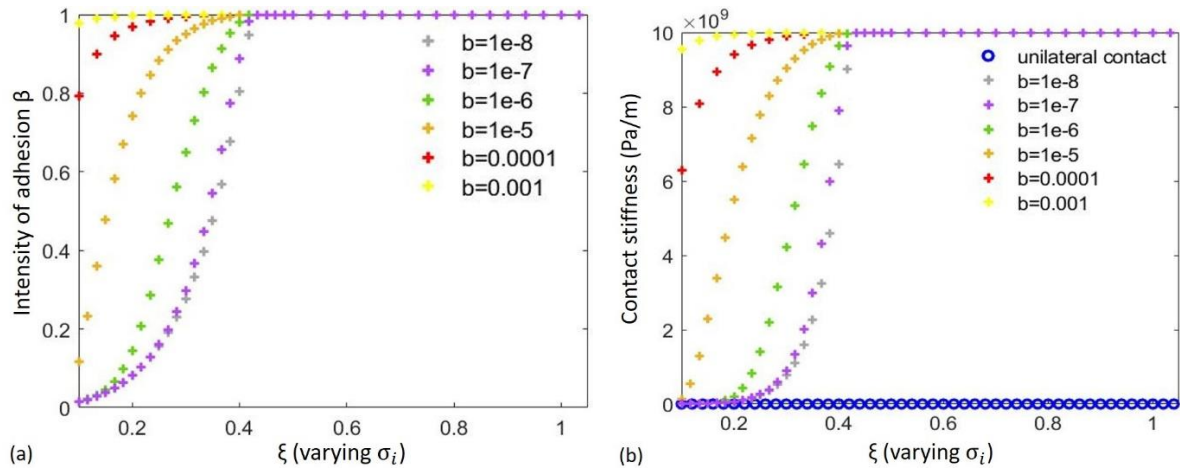 Intensity of adhesion β
1
0.8
0.6
0.4
0.2
0
0.2
0.4
0.6
0.8
1
b=1e-8
b=1e-7
b=1e-6
b=1e-5
b=0.0001
b=0.001
(a)
ξ (varying σᵢ)
×10⁹
Contact stiffness (Pa/m)
10
8
6
4
2
0
0.2
0.4
0.6
0.8
1
unilateral contact
b=1e-8
b=1e-7
b=1e-6
b=1e-5
b=0.0001
b=0.001
(b)
ξ (varying σᵢ)